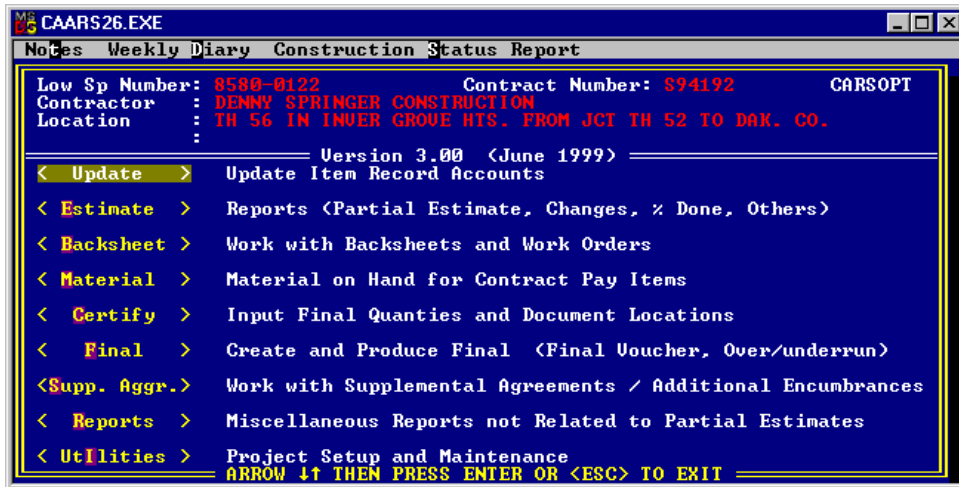 CAARS26.EXE
Notes Weekly Diary Construction Status Report
Low Sp Number: 8580-0122 Contract Number: S94192 CARSOPT
Contractor : DENNY SPRINGER CONSTRUCTION
Location : TH 56 IN INVER GROVE HTS. FROM JCT TH 52 TO DAK. CO.
:
Version 3.00 (June 1999)
< Update > Update Item Record Accounts
< Estimate > Reports (Partial Estimate, Changes, % Done, Others)
< Backsheet > Work with Backsheets and Work Orders
< Material > Material on Hand for Contract Pay Items
< Certify > Input Final Quanties and Document Locations
< Final > Create and Produce Final (Final Voucher, Over/underrun)
<Supp. Aggr.> Work with Supplemental Agreements / Additional Encumbrances
< Reports > Miscellaneous Reports not Related to Partial Estimates
< UtIlities > Project Setup and Maintenance
ARROW ↓↑ THEN PRESS ENTER OR <ESC> TO EXIT